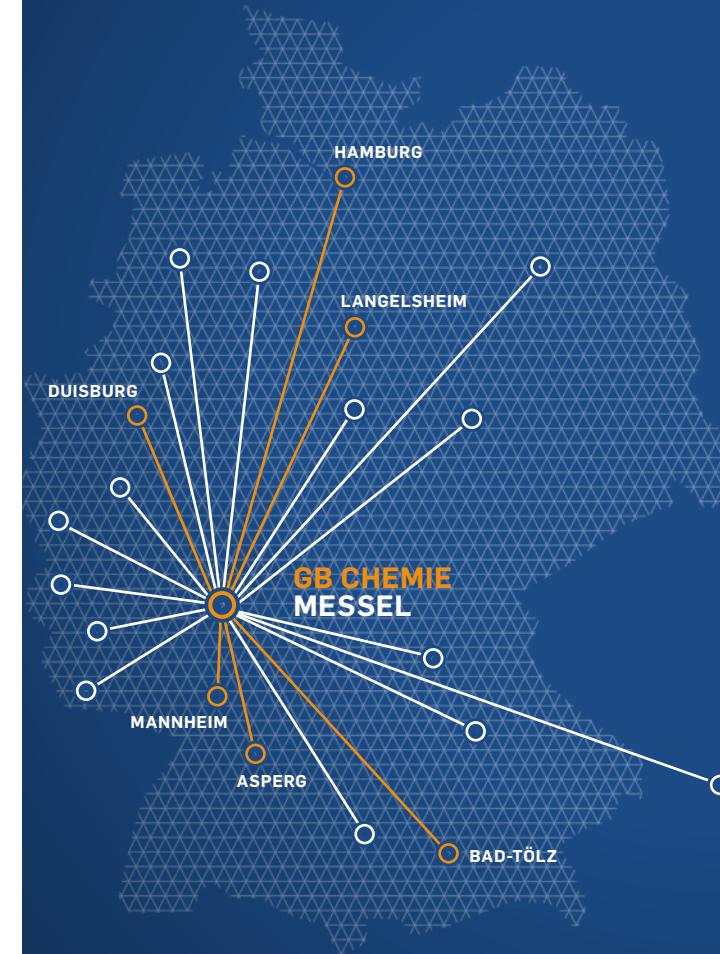 HAMBURG
LANGELSHEIM
DUISBURG
GB CHEMIE
MESSEL
MANNHEIM
ASPERG
BAD-TÖLZ